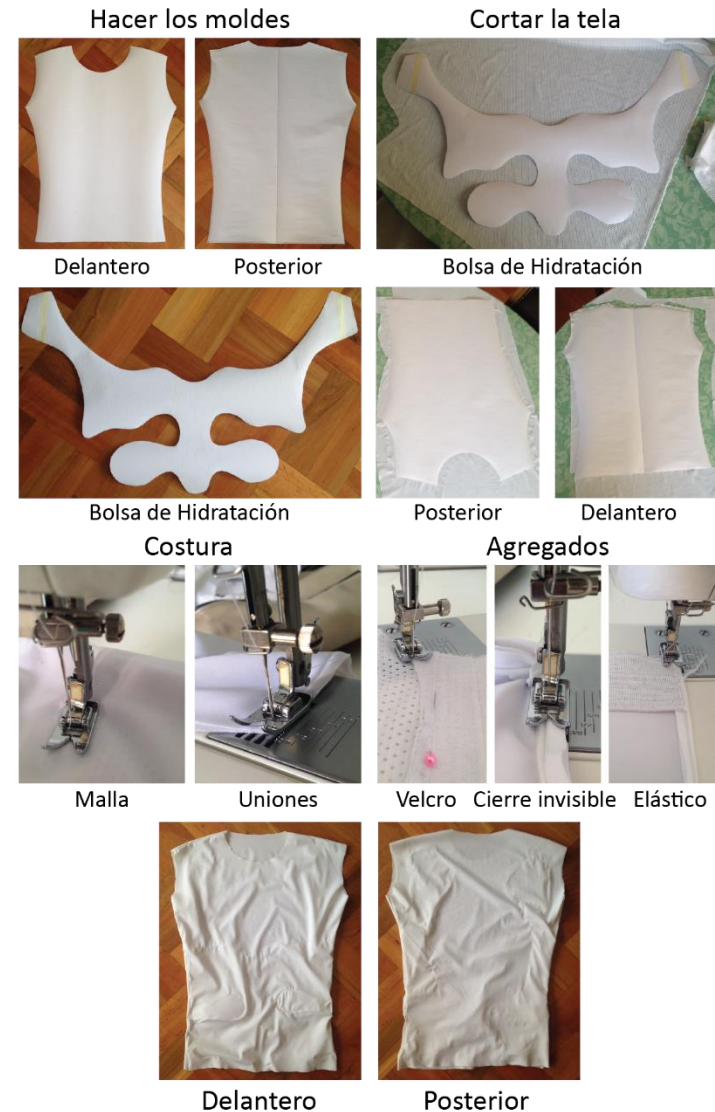 Hacer los moldes
Cortar la tela
Delantero
Posterior
Bolsa de Hidratación
Bolsa de Hidratación
Posterior
Delantero
Costura
Agregados
Malla
Uniones
Velcro
Cierre invisible
Elástico
Delantero
Posterior